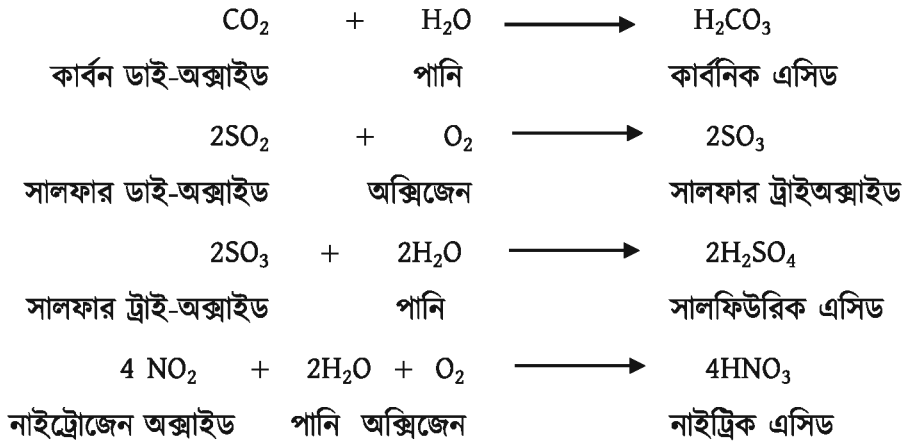 CO₂ + H₂O ⟶ H₂CO₃
কার্বন ডাই-অক্সাইড পানি কার্বনিক এসিড
2SO₂ + O₂ ⟶ 2SO₃
সালফার ডাই-অক্সাইড অক্সিজেন সালফার ট্রাইঅক্সাইড
2SO₃ + 2H₂O ⟶ 2H₂SO₄
সালফার ট্রাই-অক্সাইড পানি সালফিউরিক এসিড
4 NO₂ + 2H₂O + O₂ ⟶ 4HNO₃
নাইট্রোজেন অক্সাইড পানি অক্সিজেন নাইট্রিক এসিড